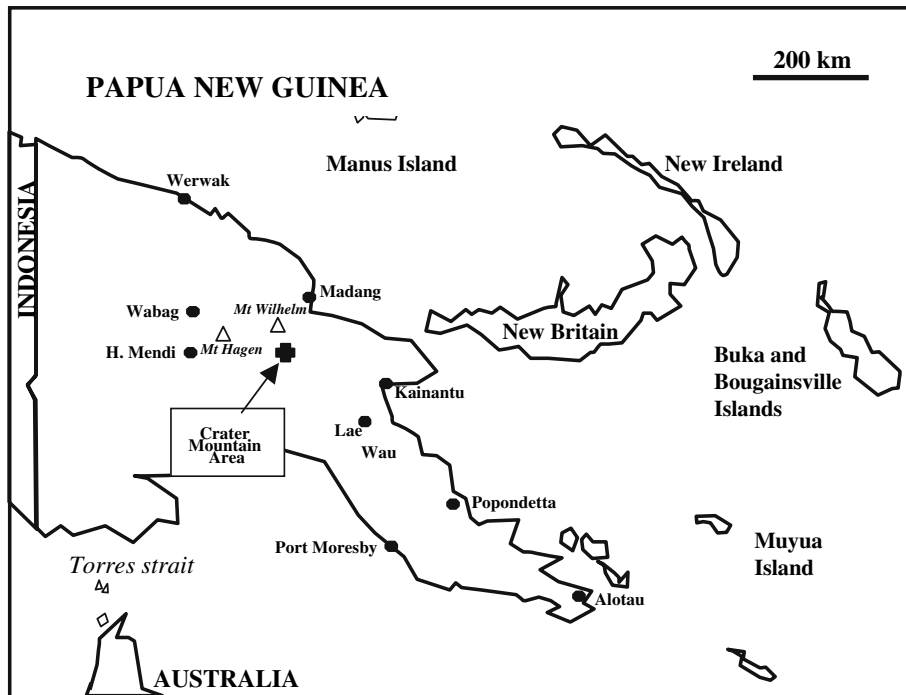 200 km
PAPUA NEW GUINEA
Manus Island
New Ireland
Werwak
INDONESIA
Madang
Wabag
Mt Wilhelm
New Britain
H. Mendi
Mt Hagen
Buka and
Bougainsville
Islands
Kainantu
Crater
Mountain
Area
Lae
Wau
Popondetta
Port Moresby
Muyua
Island
Torres strait
Alotau
AUSTRALIA